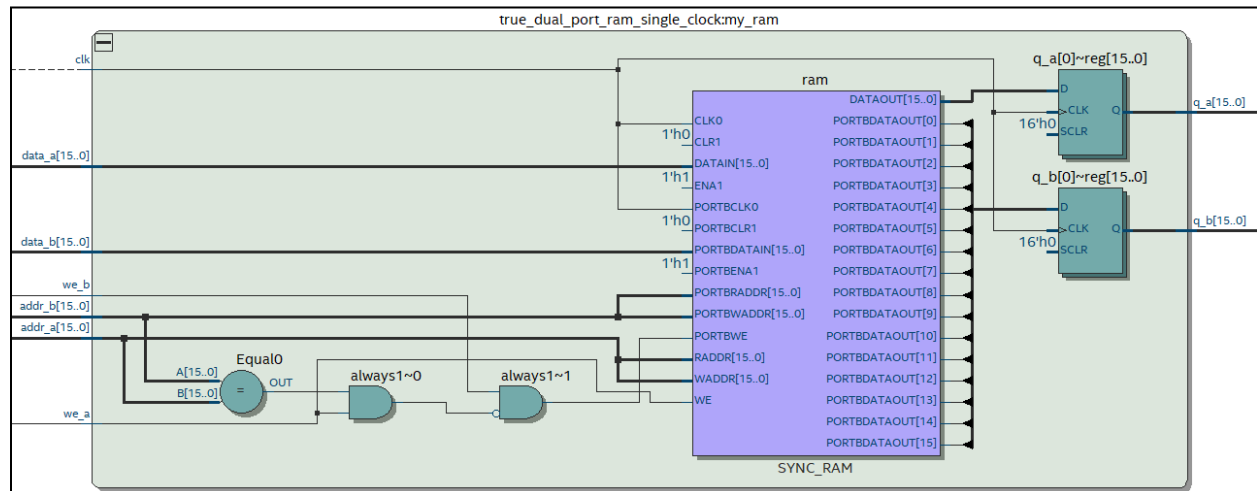 true_dual_port_ram_single_clock:my_ram
clk
data_a[15..0]
data_b[15..0]
we_b
addr_b[15..0]
addr_a[15..0]
we_a
A[15..0]
B[15..0]
Equal0
=
OUT
always1~0
always1~1
ram
1'h0
1'h1
1'h0
1'h1
CLK0
CLR1
DATAIN[15..0]
ENA1
PORTBCLK0
PORTBCLR1
PORTBDATAIN[15..0]
PORTBENA1
PORTBRADDR[15..0]
PORTBWADDR[15..0]
PORTBWE
RADDR[15..0]
WADDR[15..0]
WE
DATAOUT[15..0]
PORTBDATAOUT[0]
PORTBDATAOUT[1]
PORTBDATAOUT[2]
PORTBDATAOUT[3]
PORTBDATAOUT[4]
PORTBDATAOUT[5]
PORTBDATAOUT[6]
PORTBDATAOUT[7]
PORTBDATAOUT[8]
PORTBDATAOUT[9]
PORTBDATAOUT[10]
PORTBDATAOUT[11]
PORTBDATAOUT[12]
PORTBDATAOUT[13]
PORTBDATAOUT[14]
PORTBDATAOUT[15]
SYNC_RAM
q_a[0]~reg[15..0]
D
CLK
Q
16'h0
SCLR
q_a[15..0]
q_b[0]~reg[15..0]
D
CLK
Q
16'h0
SCLR
q_b[15..0]